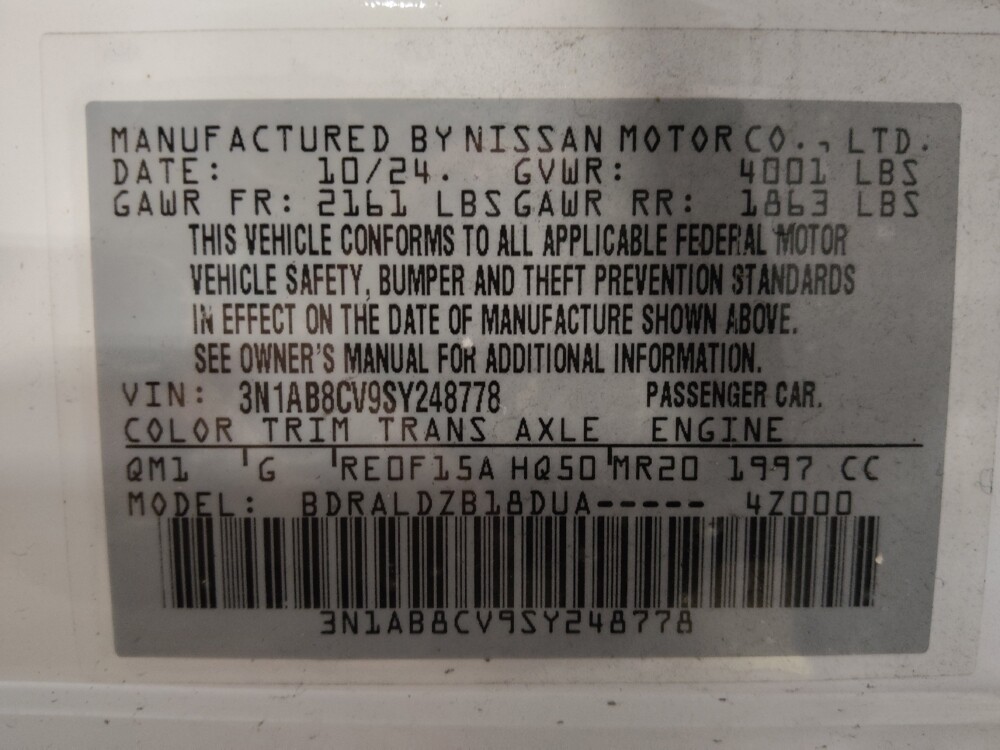 MANUFACTURED BY NISSAN MOTOR CO., LTD.
DATE: 10/24. GVWR: 4001 LBS
GAWR FR: 2161 LBS GAWR RR: 1863 LBS
THIS VEHICLE CONFORMS TO ALL APPLICABLE FEDERAL MOTOR
VEHICLE SAFETY, BUMPER AND THEFT PREVENTION STANDARDS
IN EFFECT ON THE DATE OF MANUFACTURE SHOWN ABOVE.
SEE OWNER'S MANUAL FOR ADDITIONAL INFORMATION.
VIN: 3N1AB8CV9SY248778 PASSENGER CAR.
COLOR TRIM TRANS AXLE ENGINE
QM1 G RE0F15A HQ50 MR20 1997 CC
MODEL: BDRALDZB18DUA----- 4Z000
3N1AB8CV9SY248778